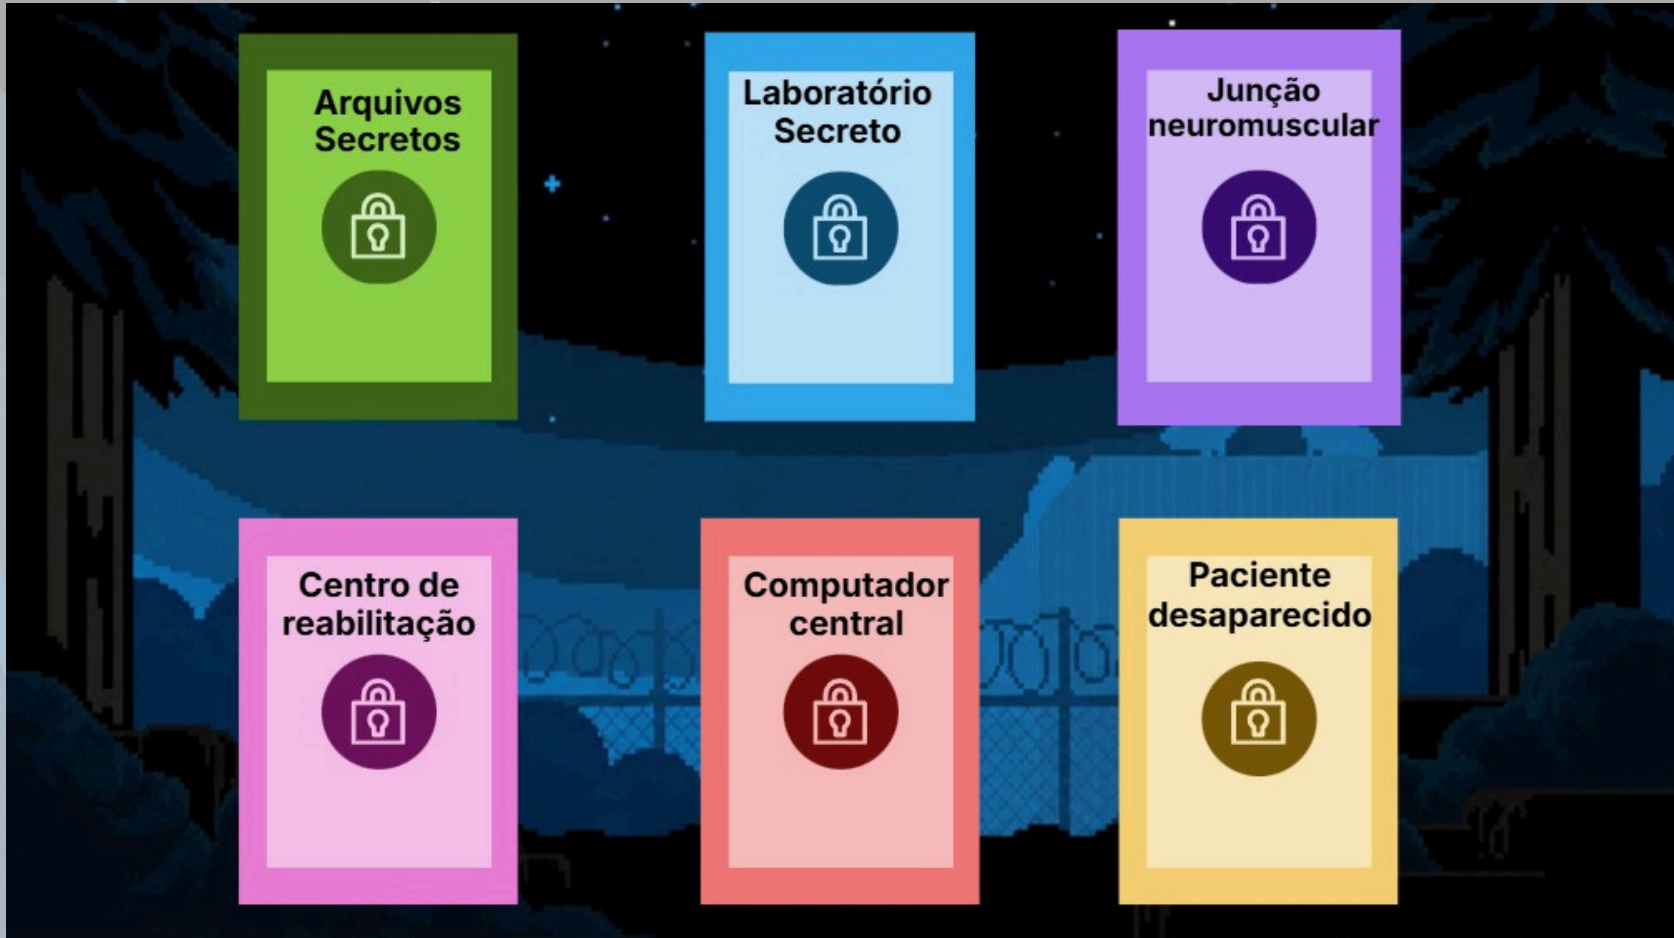 Arquivos
Secretos
Laboratório
Secreto
Junção
neuromuscular
Centro de
reabilitação
Computador
central
Paciente
desaparecido